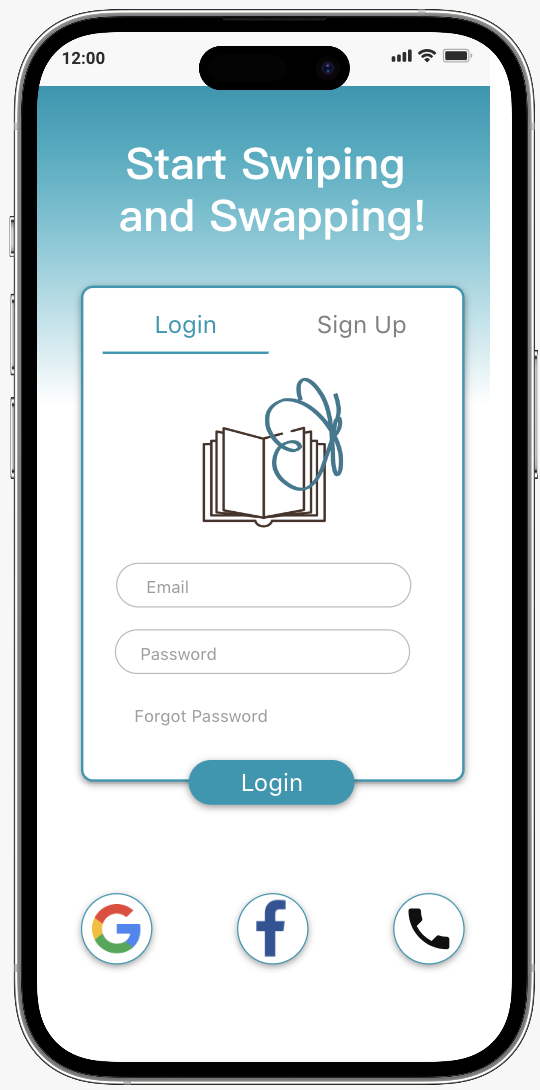 12:00
Start Swiping
and Swapping!
Login
Sign Up
Email
Password
Forgot Password
Login